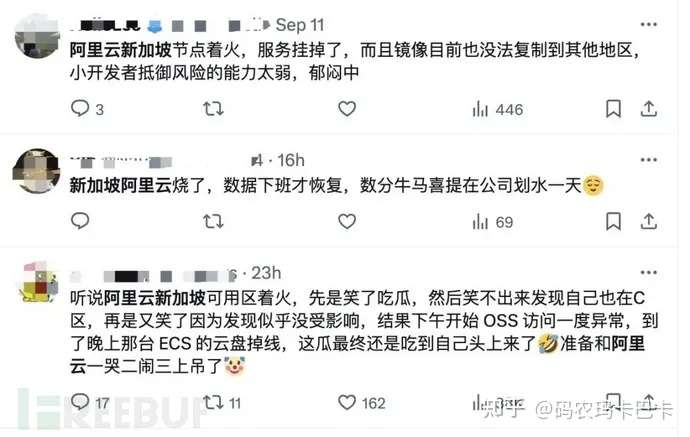 Sep 11
阿里云新加坡节点着火，服务挂掉了，而且镜像目前也没法复制到其他地区，
小开发者抵御风险的能力太弱，郁闷中
3
446
4 · 16h
新加坡阿里云烧了，数据下班才恢复，数分牛马喜提在公司划水一天😌
69
s · 23h
听说阿里云新加坡可用区着火，先是笑了吃瓜，然后笑不出来发现自己也在C
区，再是又笑了因为发现似乎没受影响，结果下午开始 OSS 访问一度异常，到
了晚上那台 ECS 的云盘掉线，这瓜最终还是吃到自己头上来了🤣准备和阿里
云一哭二闹三上吊了🤡
17
11
162
FREEBUF
知乎 @码农玛卡巴卡